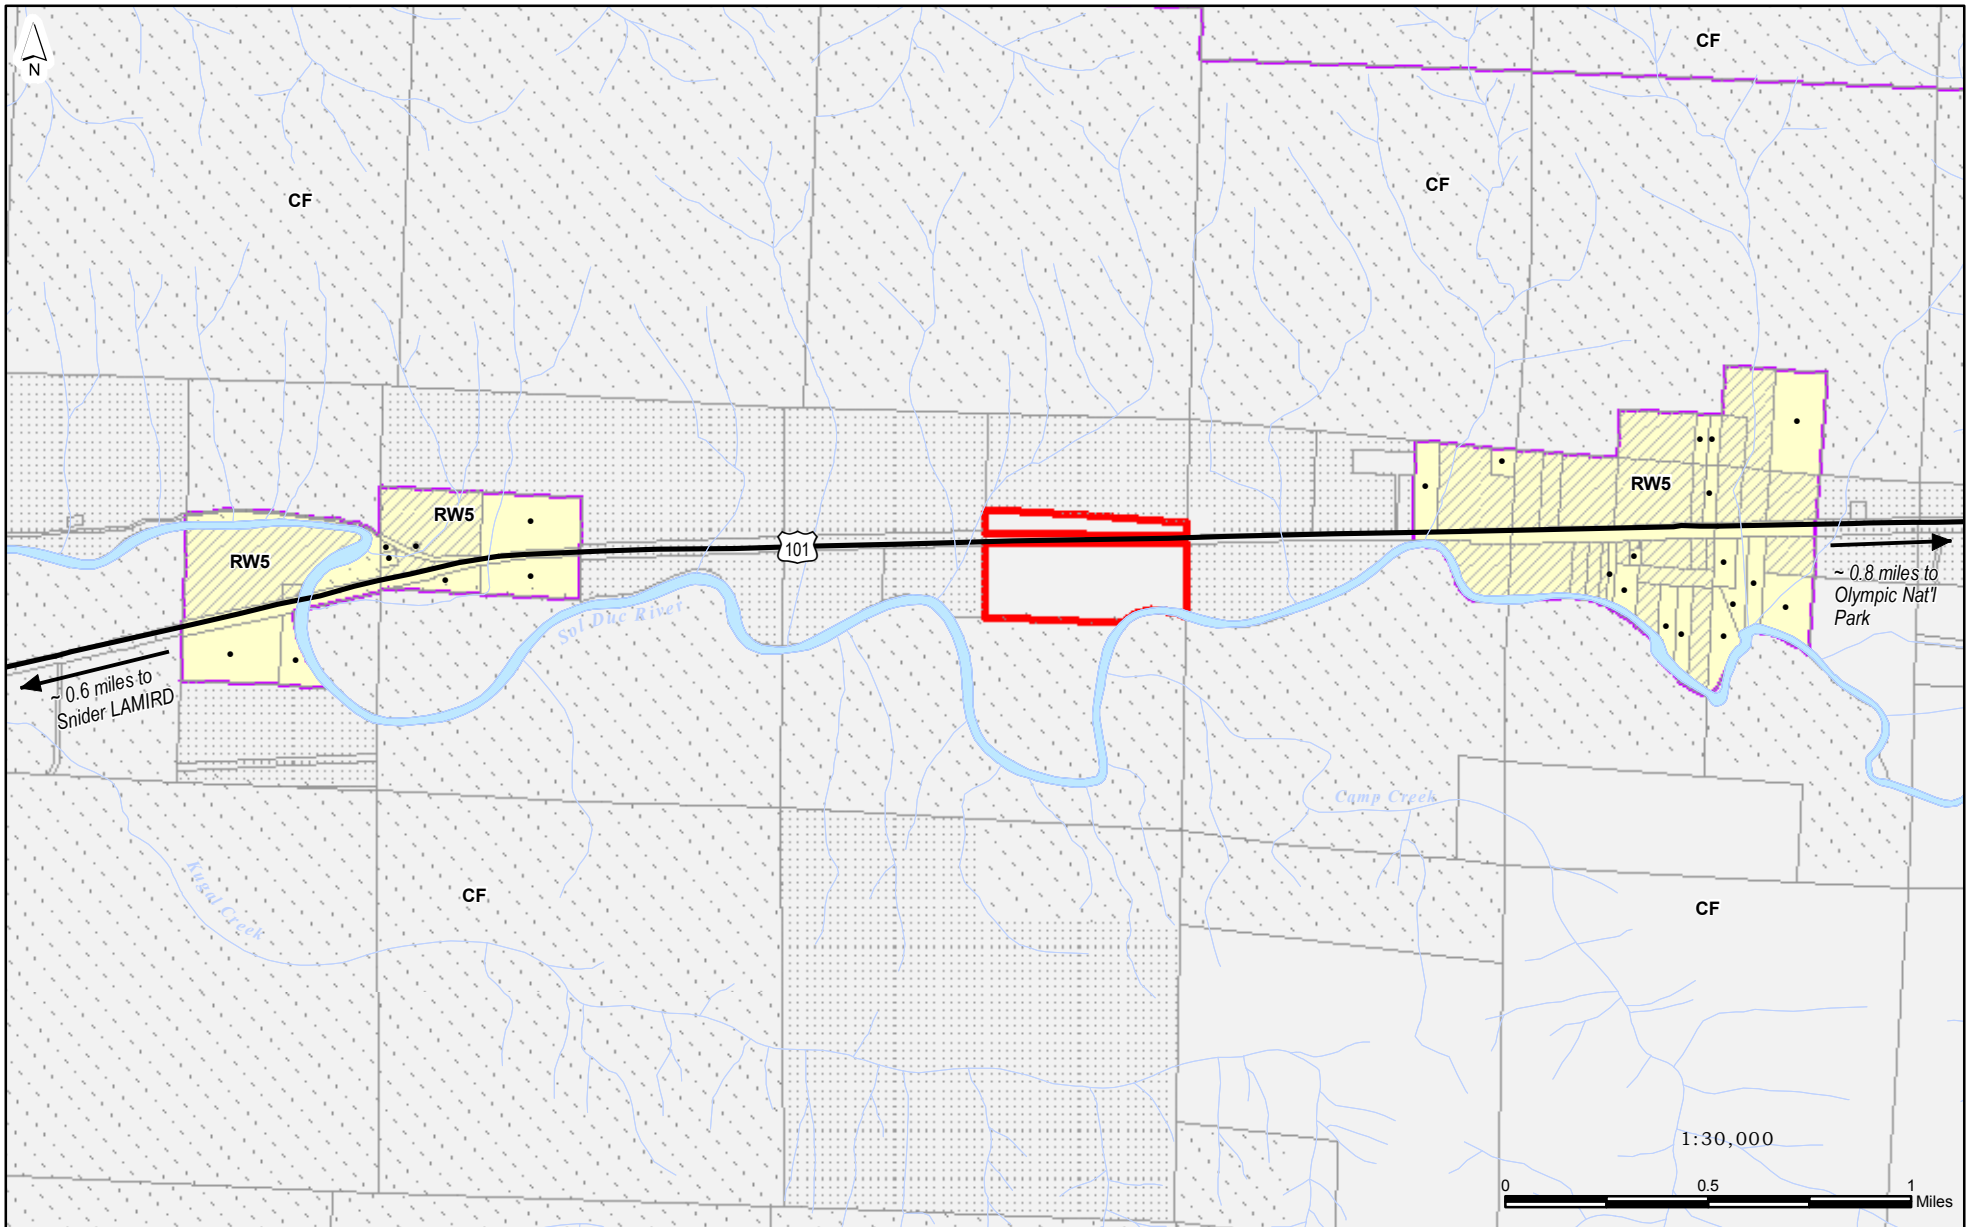 CF
N
CF
CF
RW5
RW5
RW5
101
~ 0.8 miles to
Olympic Nat'l
Park
Sol Duc River
~ 0.6 miles to
Snider LAMIRD
Camp Creek
Kugel Creek
CF
CF
1:30,000
0 0.5 1
Miles